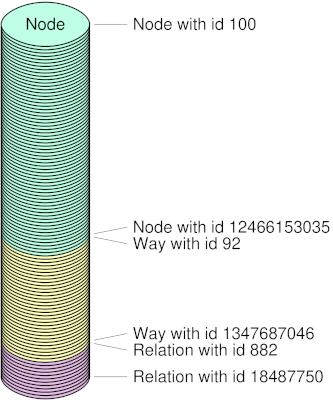 Node
Node with id 100
Node with id 12466153035
Way with id 92
Way with id 1347687046
Relation with id 882
Relation with id 18487750